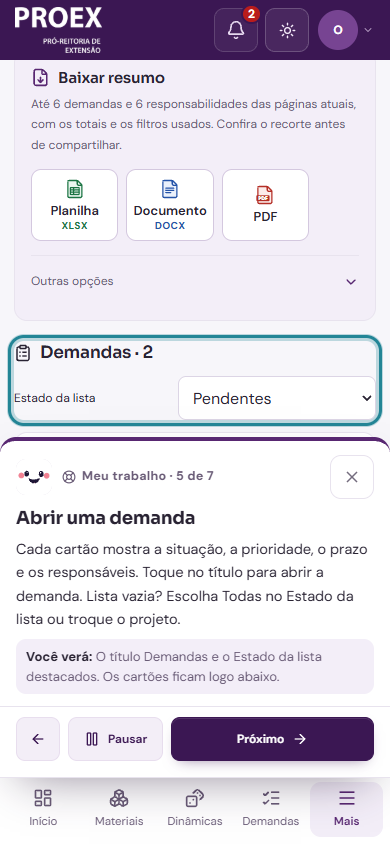 PROEX
PRÓ-REITORIA DE
EXTENSÃO
2
O
Baixar resumo
Até 6 demandas e 6 responsabilidades das páginas atuais,
com os totais e os filtros usados. Confira o recorte antes
de compartilhar.
Planilha
XLSX
Documento
DOCX
PDF
PDF
Outras opções
Demandas · 2
Estado da lista
Pendentes
Meu trabalho · 5 de 7
Abrir uma demanda
Cada cartão mostra a situação, a prioridade, o prazo
e os responsáveis. Toque no título para abrir a
demanda. Lista vazia? Escolha Todas no Estado da
lista ou troque o projeto.
Você verá: O título Demandas e o Estado da lista
destacados. Os cartões ficam logo abaixo.
Pausar
Próximo
Início
Materiais
Dinâmicas
Demandas
Mais